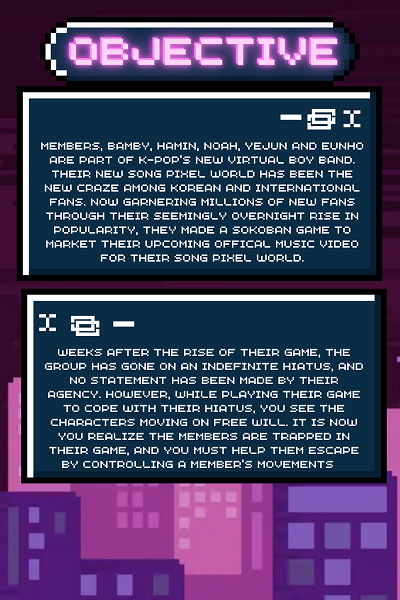 OBJECTIVE
MEMBERS, BAMBY, HAMIN, NOAH, YEJUN AND EUNHO
ARE PART OF K-POP'S NEW VIRTUAL BOY BAND.
THEIR NEW SONG PIXEL WORLD HAS BEEN THE
NEW CRAZE AMONG KOREAN AND INTERNATIONAL
FANS. NOW GARNERING MILLIONS OF NEW FANS
THROUGH THEIR SEEMINGLY OVERNIGHT RISE IN
POPULARITY, THEY MADE A SOKOBAN GAME TO
MARKET THEIR UPCOMING OFFICAL MUSIC VIDEO
FOR THEIR SONG PIXEL WORLD.
WEEKS AFTER THE RISE OF THEIR GAME, THE
GROUP HAS GONE ON AN INDEFINITE HIATUS, AND
NO STATEMENT HAS BEEN MADE BY THEIR
AGENCY. HOWEVER, WHILE PLAYING THEIR GAME
TO COPE WITH THEIR HIATUS, YOU SEE THE
CHARACTERS MOVING ON FREE WILL. IT IS NOW
YOU REALIZE THE MEMBERS ARE TRAPPED IN
THEIR GAME, AND YOU MUST HELP THEM ESCAPE
BY CONTROLLING A MEMBER'S MOVEMENTS